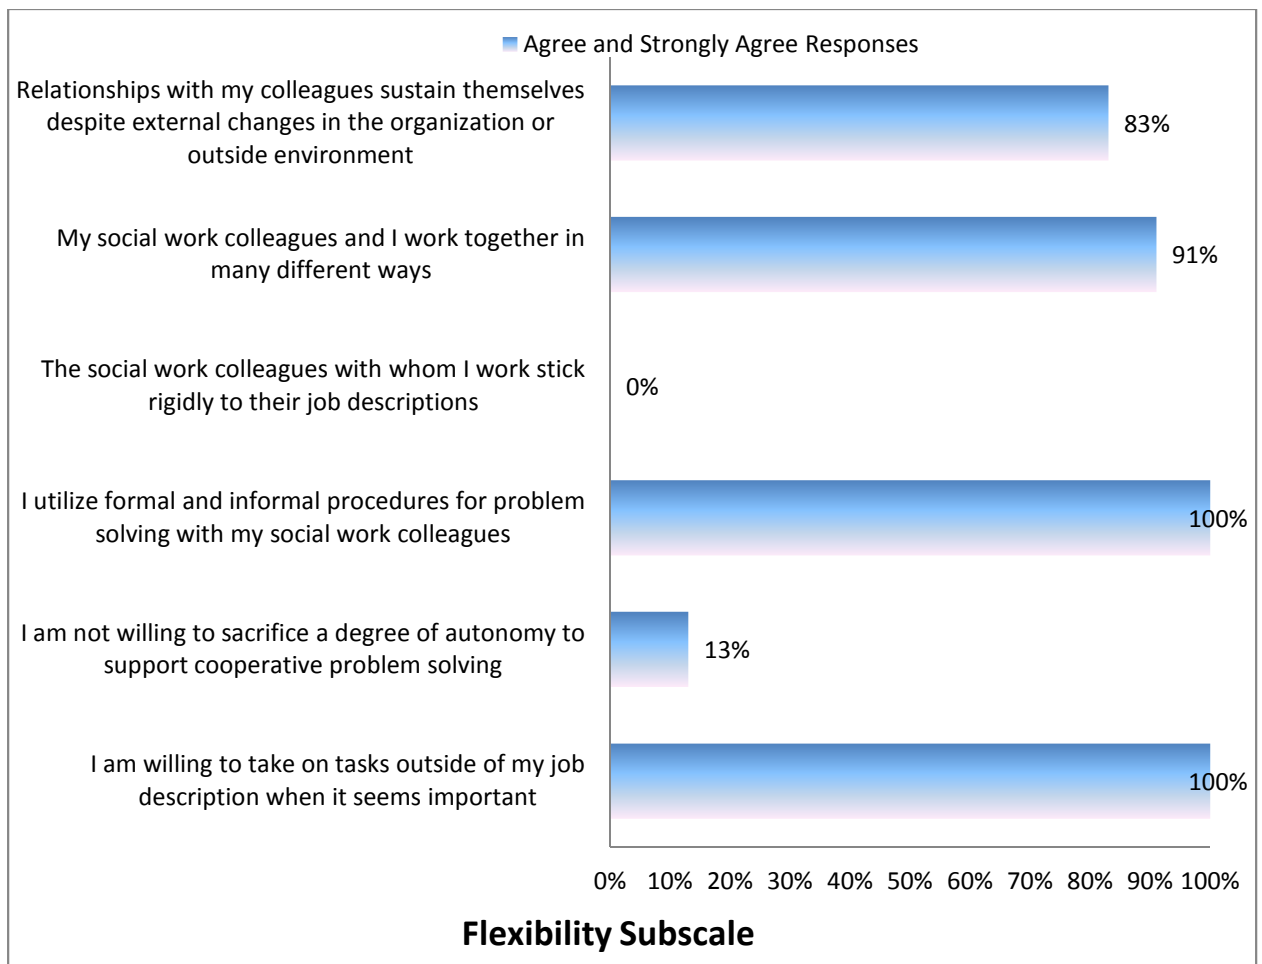 Agree and Strongly Agree Responses
Relationships with my colleagues sustain themselves
despite external changes in the organization or
outside environment
83%
My social work colleagues and I work together in
many different ways
91%
The social work colleagues with whom I work stick
rigidly to their job descriptions
0%
I utilize formal and informal procedures for problem
solving with my social work colleagues
100%
I am not willing to sacrifice a degree of autonomy to
support cooperative problem solving
13%
I am willing to take on tasks outside of my job
description when it seems important
100%
0% 10% 20% 30% 40% 50% 60% 70% 80% 90% 100%
Flexibility Subscale